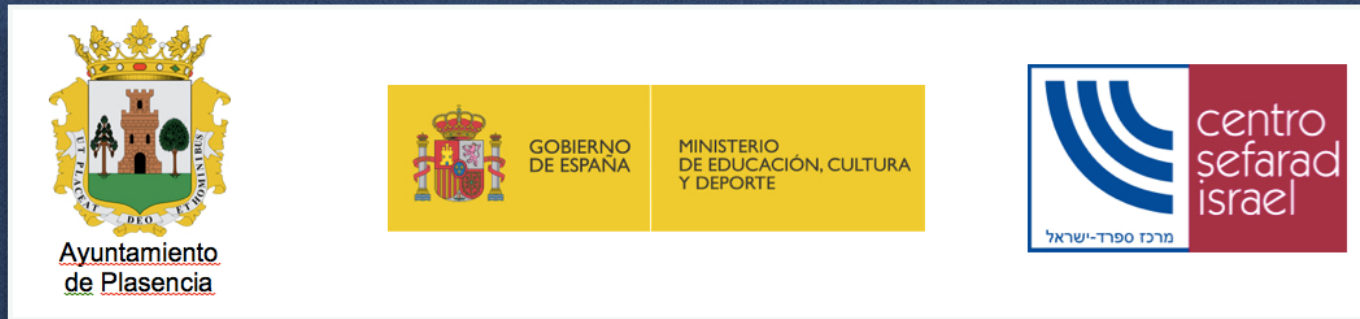 UT PLACEAT DEO ET HOMINIBUS
Ayuntamiento
de Plasencia
GOBIERNO
DE ESPAÑA
MINISTERIO
DE EDUCACIÓN, CULTURA
Y DEPORTE
centro
sefarad
israel
מרכז ספרד-ישראל